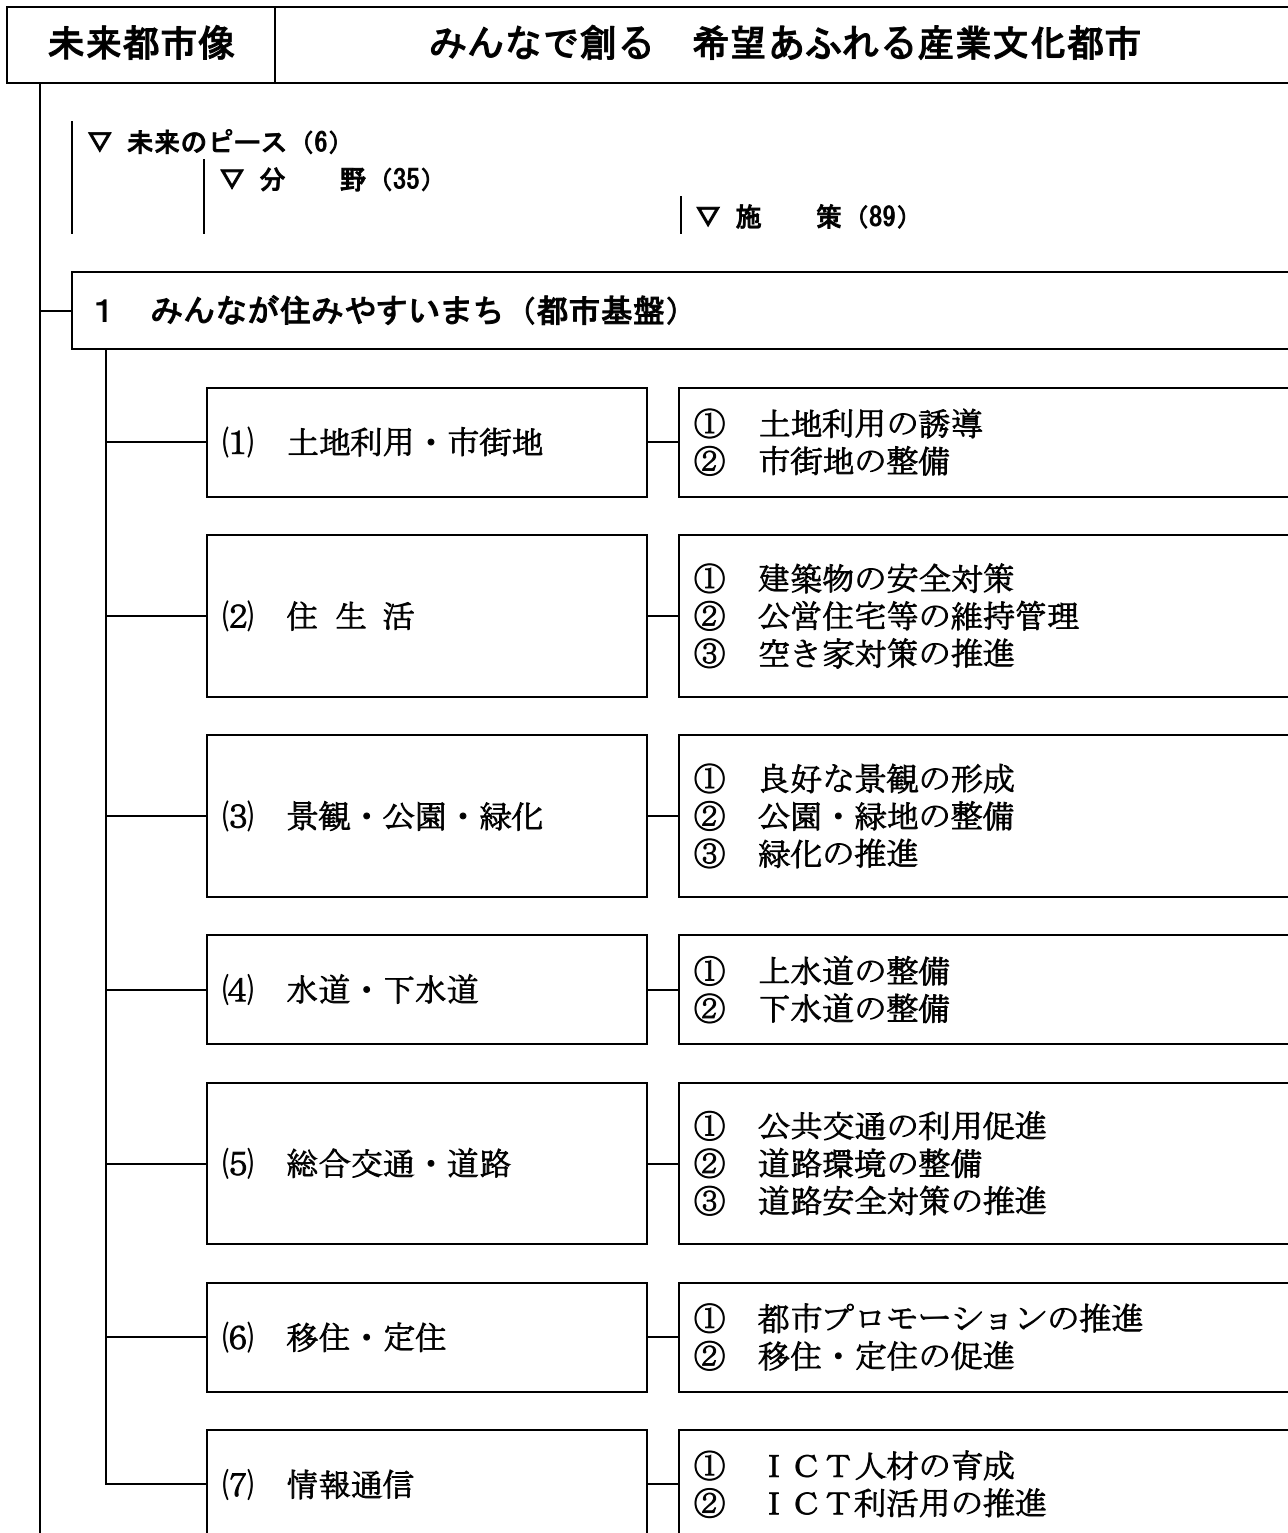 未来都市像　みんなで創る　希望あふれる産業文化都市
▽ 未来のピース（6）
▽ 分　　野（35）
▽ 施　　策（89）
１　みんなが住みやすいまち（都市基盤）
⑴　土地利用・市街地
①　土地利用の誘導
②　市街地の整備
⑵　住 生 活
①　建築物の安全対策
②　公営住宅等の維持管理
③　空き家対策の推進
⑶　景観・公園・緑化
①　良好な景観の形成
②　公園・緑地の整備
③　緑化の推進
⑷　水道・下水道
①　上水道の整備
②　下水道の整備
⑸　総合交通・道路
①　公共交通の利用促進
②　道路環境の整備
③　道路安全対策の推進
⑹　移住・定住
①　都市プロモーションの推進
②　移住・定住の促進
⑺　情報通信
①　ＩＣＴ人材の育成
②　ＩＣＴ利活用の推進